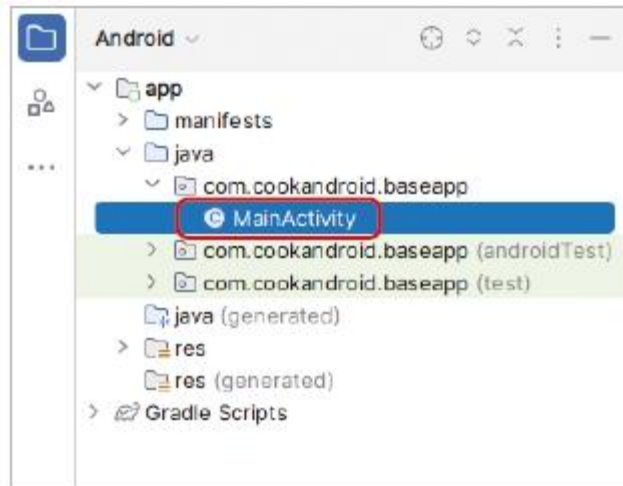 Android
app
manifests
java
com.cookandroid.baseapp
MainActivity
com.cookandroid.baseapp (androidTest)
com.cookandroid.baseapp (test)
java (generated)
res
res (generated)
Gradle Scripts